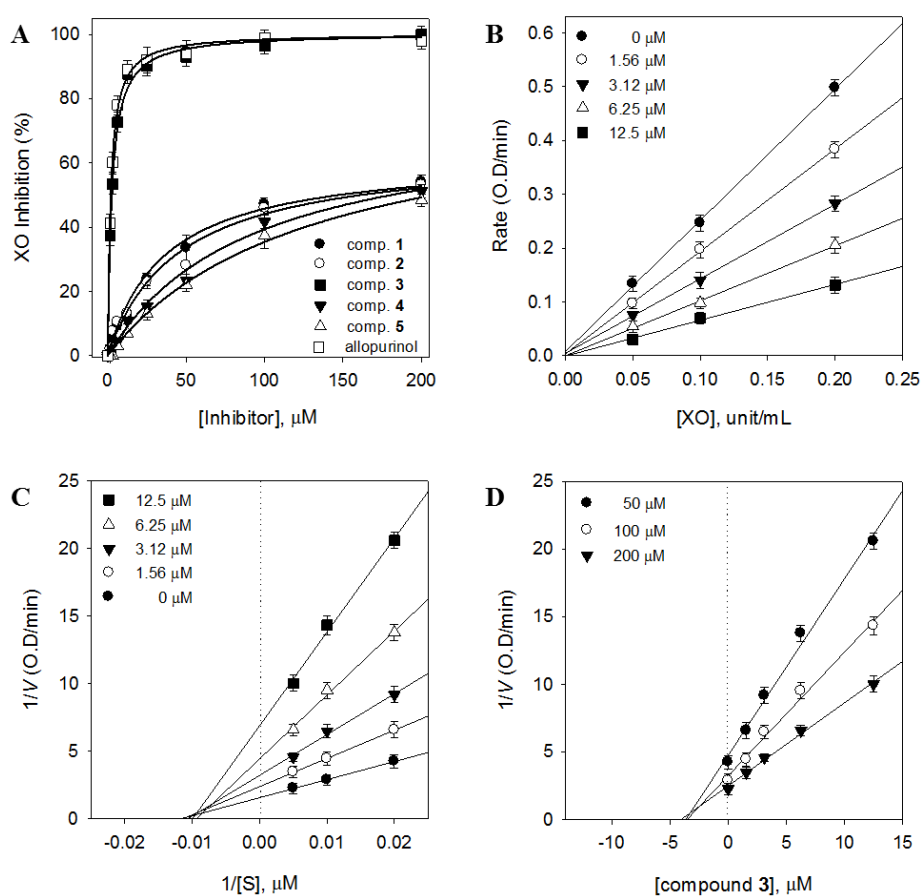 A
XO Inhibition (%)
100
80
60
40
20
0
0
50
100
150
200
[Inhibitor], μM
comp. 1
comp. 2
comp. 3
comp. 4
comp. 5
allopurinol
B
Rate (O.D/min)
0.6
0.5
0.4
0.3
0.2
0.1
0.0
0.00
0.05
0.10
0.15
0.20
0.25
[XO], unit/mL
0 μM
1.56 μM
3.12 μM
6.25 μM
12.5 μM
C
1/V (O.D/min)
25
20
15
10
5
0
-0.02
-0.01
0.00
0.01
0.02
1/[S], μM
12.5 μM
6.25 μM
3.12 μM
1.56 μM
0 μM
D
1/V (O.D/min)
25
20
15
10
5
0
-10
-5
0
5
10
15
[compound 3], μM
50 μM
100 μM
200 μM